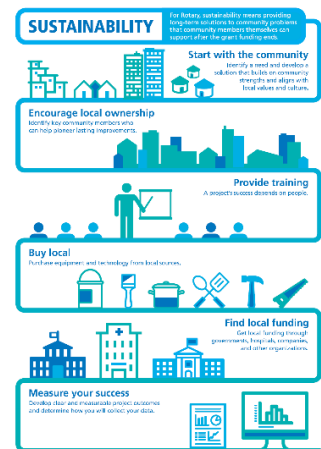 SUSTAINABILITY
For Rotary, sustainability means providing
long-term solutions to community problems
that community members themselves can
support after the grant funding ends.
Start with the community
Identify a need and develop a
solution that builds on community
strengths and aligns with
local values and culture.
Encourage local ownership
Identify key community members who
can help pioneer lasting improvements.
Provide training
A project's success depends on people.
Buy local
Purchase equipment and technology from local sources.
Find local funding
Get local funding through
governments, hospitals, companies,
and other organizations.
Measure your success
Develop clear and measurable project outcomes
and determine how you will collect your data.